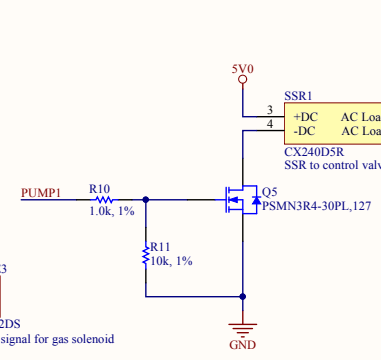 5V0
SSR1
3
+DC
AC Loa
4
-DC
AC Loa
CX240D5R
SSR to control valv
PUMP1
R10
1.0k, 1%
Q5
PSMN3R4-30PL,127
R11
10k, 1%
3
2DS
signal for gas solenoid
GND